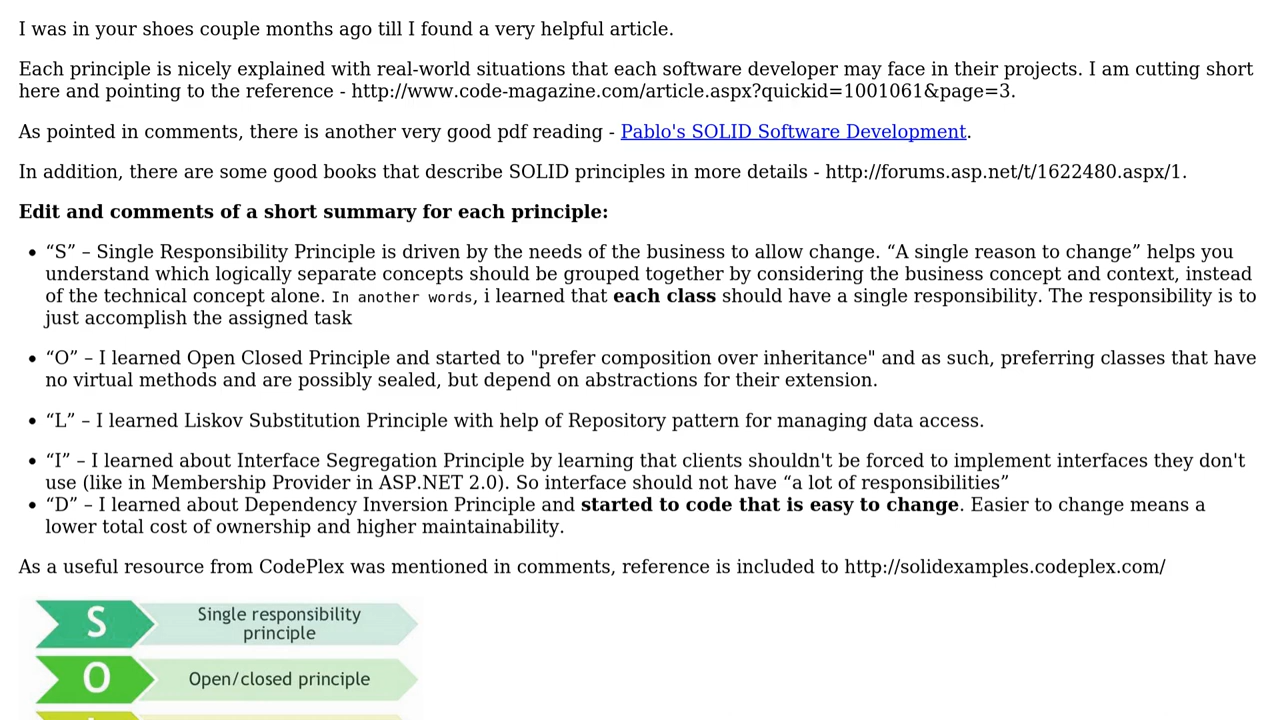 I was in your shoes couple months ago till I found a very helpful article.
Each principle is nicely explained with real-world situations that each software developer may face in their projects. I am cutting short
here and pointing to the reference - http://www.code-magazine.com/article.aspx?quickid=1001061&page=3.
As pointed in comments, there is another very good pdf reading - Pablo's SOLID Software Development.
In addition, there are some good books that describe SOLID principles in more details - http://forums.asp.net/t/1622480.aspx/1.
Edit and comments of a short summary for each principle:
• “S” – Single Responsibility Principle is driven by the needs of the business to allow change. “A single reason to change” helps you
understand which logically separate concepts should be grouped together by considering the business concept and context, instead
of the technical concept alone. In another words, i learned that each class should have a single responsibility. The responsibility is to
just accomplish the assigned task
• “O” – I learned Open Closed Principle and started to "prefer composition over inheritance" and as such, preferring classes that have
no virtual methods and are possibly sealed, but depend on abstractions for their extension.
• “L” – I learned Liskov Substitution Principle with help of Repository pattern for managing data access.
• “I” – I learned about Interface Segregation Principle by learning that clients shouldn't be forced to implement interfaces they don't
use (like in Membership Provider in ASP.NET 2.0). So interface should not have “a lot of responsibilities”
• “D” – I learned about Dependency Inversion Principle and started to code that is easy to change. Easier to change means a
lower total cost of ownership and higher maintainability.
As a useful resource from CodePlex was mentioned in comments, reference is included to http://solidexamples.codeplex.com/
S Single responsibility
principle
O Open/closed principle